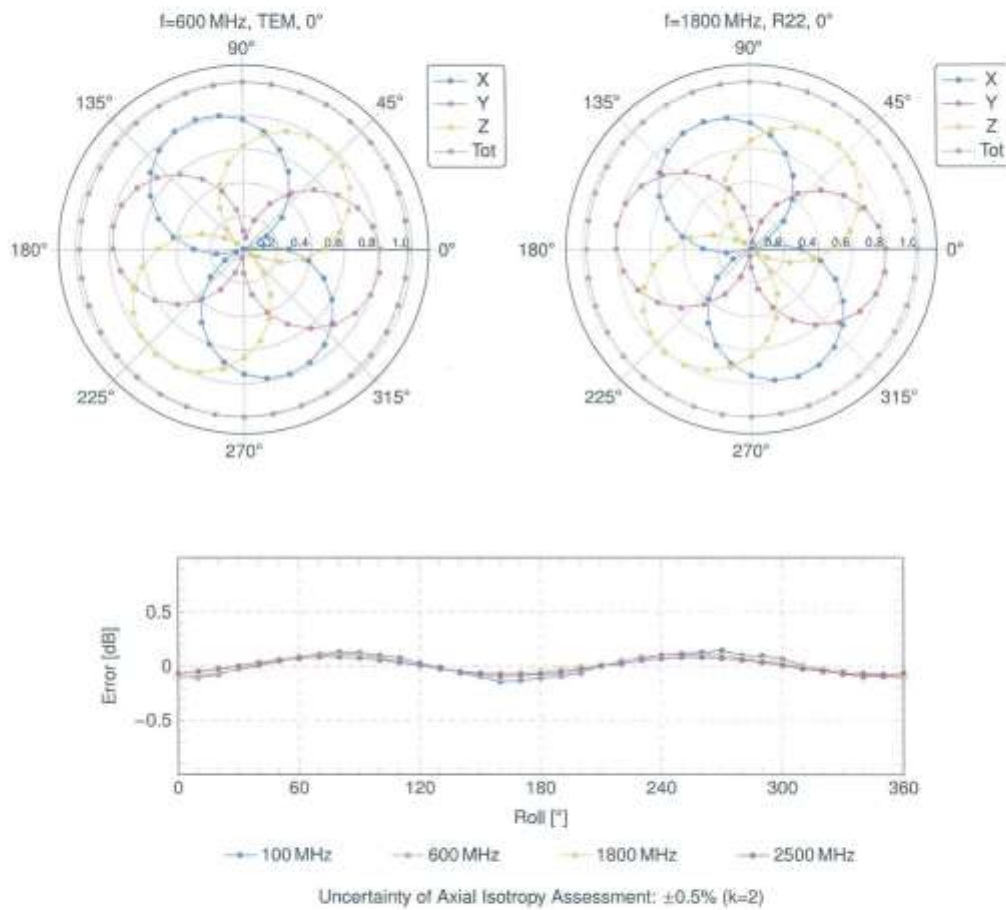 f=600 MHz, TEM, 0°
f=1800 MHz, R22, 0°
90°
135°
45°
180°
0°
225°
315°
270°
0.2 0.4 0.6 0.8 1.0
X
Y
Z
Tot
90°
135°
45°
180°
0°
225°
315°
270°
0.2 0.4 0.6 0.8 1.0
X
Y
Z
Tot
Error [dB]
0.5
0
−0.5
0 60 120 180 240 300 360
Roll [°]
100 MHz 600 MHz 1800 MHz 2500 MHz
Uncertainty of Axial Isotropy Assessment: ±0.5% (k=2)